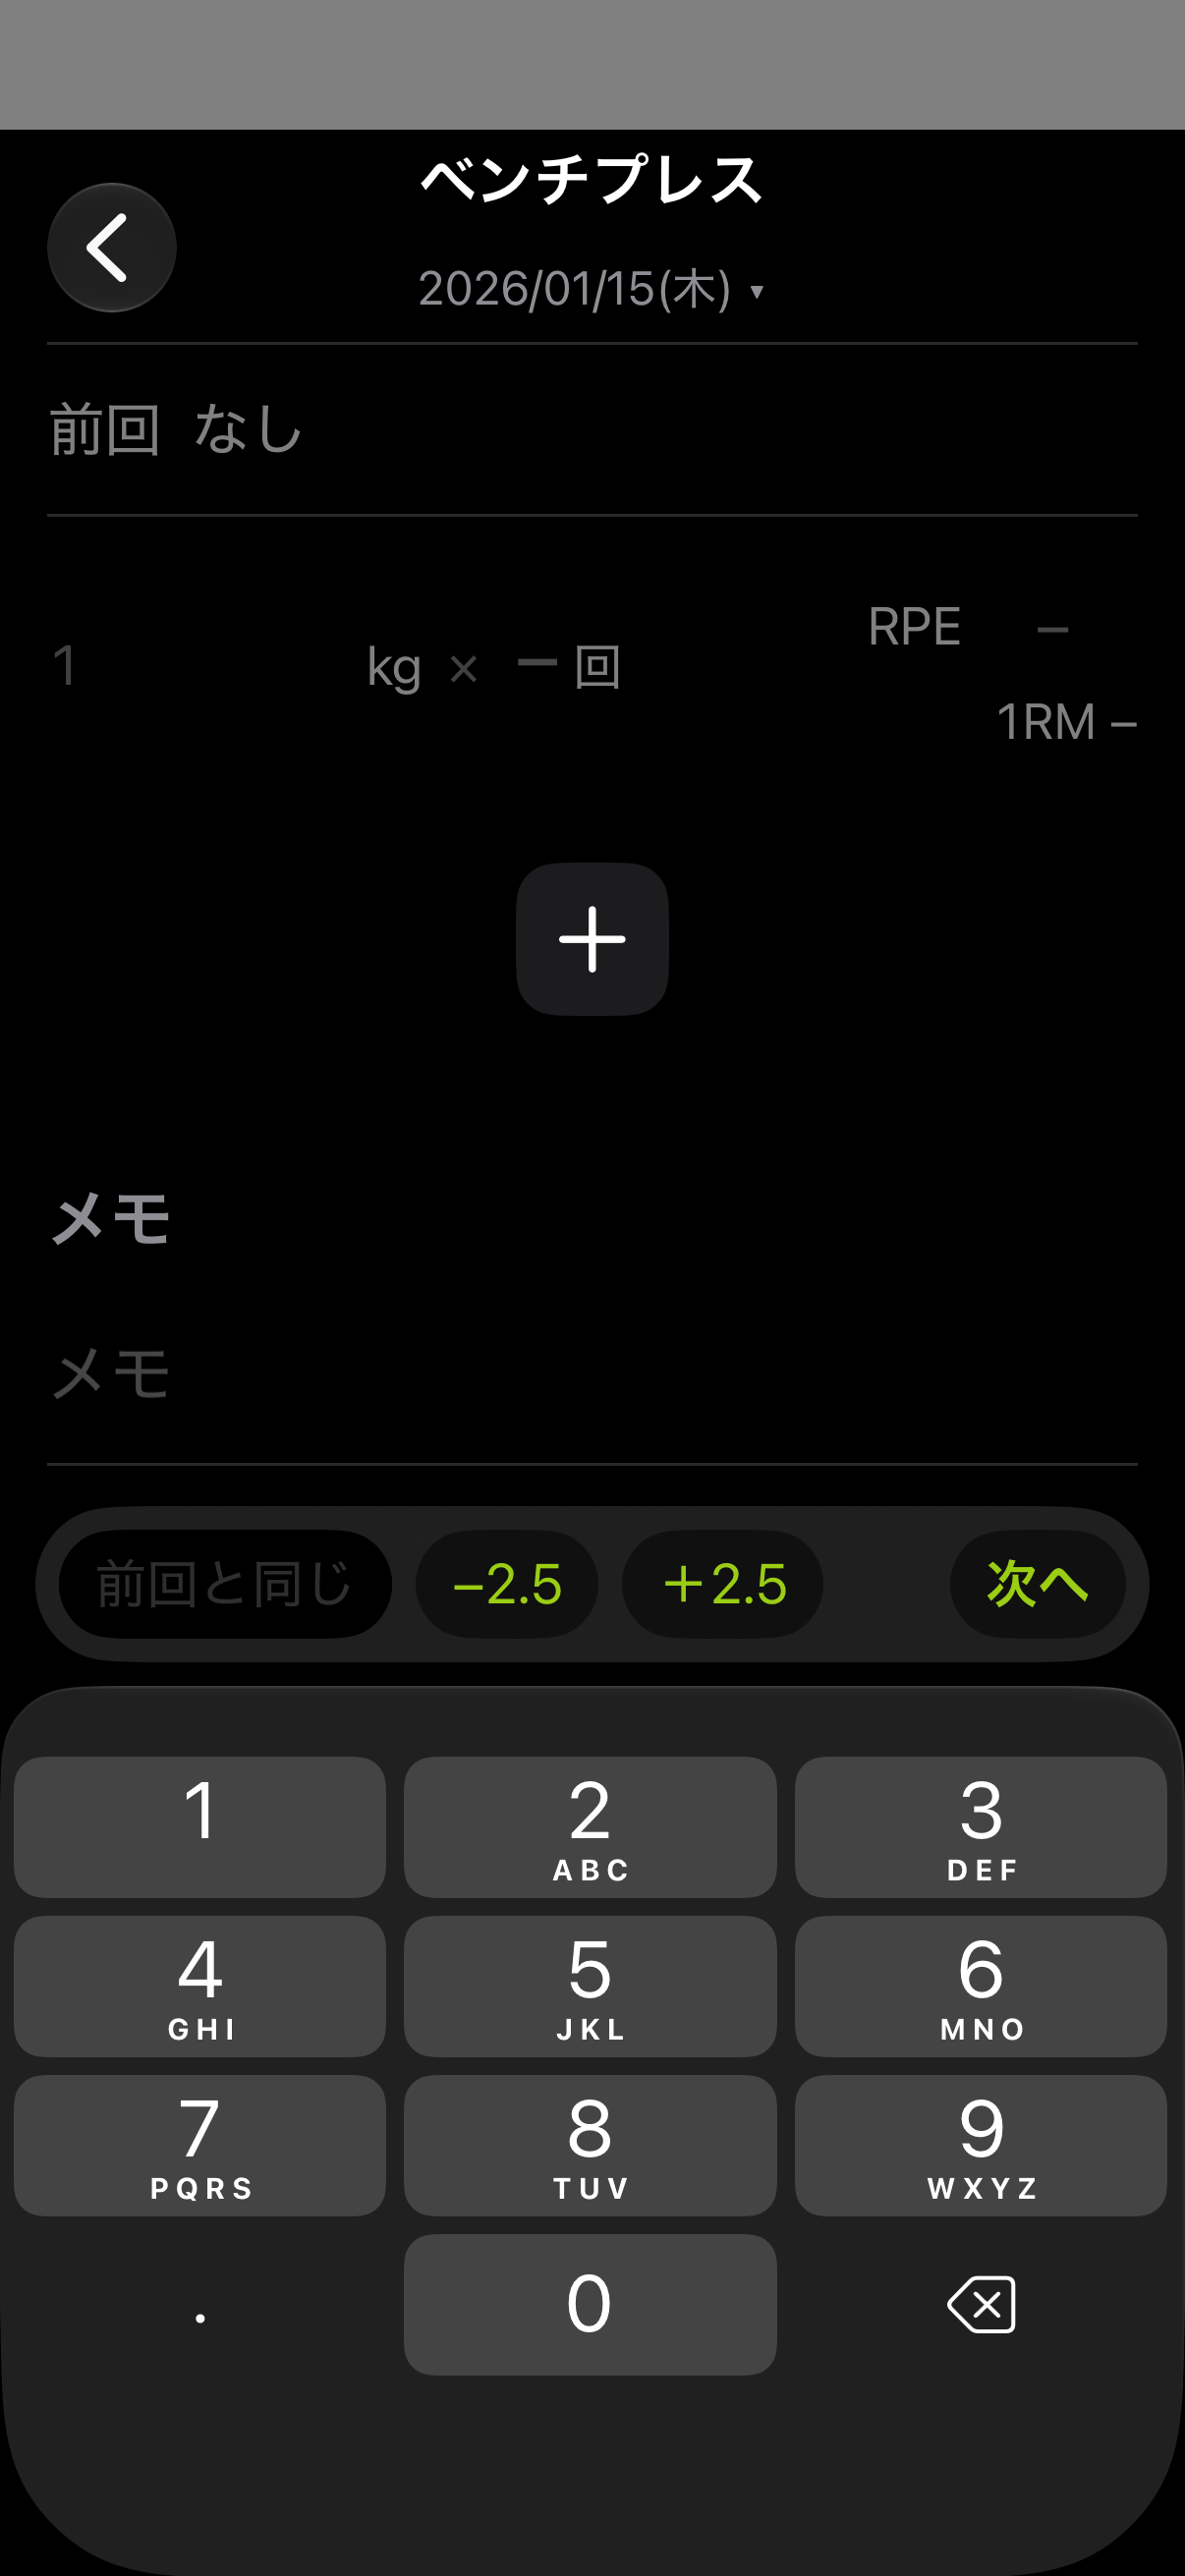 ベンチプレス
2026/01/15(木) ▼
前回 なし
1 kg × – 回 RPE –
1RM –
メモ
メモ
前回と同じ –2.5 +2.5 次へ
1 2 3
ABC DEF
4 5 6
GHI JKL MNO
7 8 9
PQRS TUV WXYZ
. 0